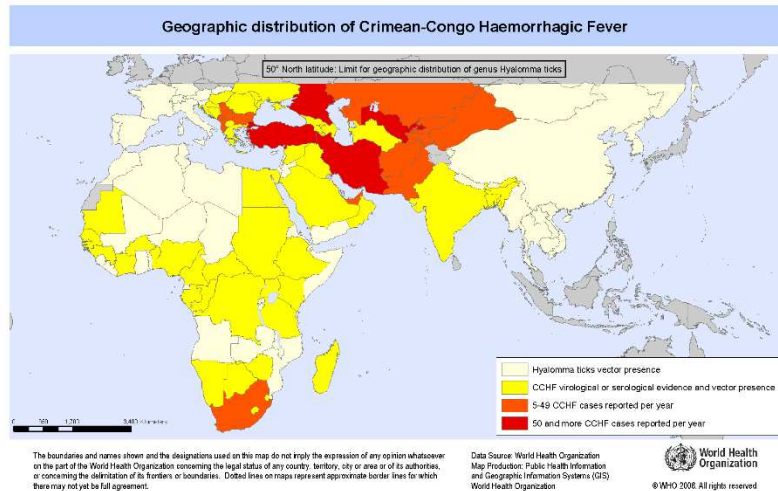 Geographic distribution of Crimean-Congo Haemorrhagic Fever
50° North latitude: Limit for geographic distribution of genus Hyalomma ticks
Hyalomma ticks vector presence
CCHF virological or serological evidence and vector presence
5-49 CCHF cases reported per year
50 and more CCHF cases reported per year
0
The boundaries and names shown and the designations used on this map do not imply the expression of any opinion whatsoever
on the part of the World Health Organization concerning the legal status of any country, territory, city or area or of its authorities,
or concerning the delimitation of its frontiers or boundaries. Dotted lines on maps represent approximate border lines for which
there may not yet be full agreement.
Data Source: World Health Organization
Map Production: Public Health Information
and Geographic Information Systems (GIS)
World Health Organization
World Health
Organization
© WHO 2008. All rights reserved